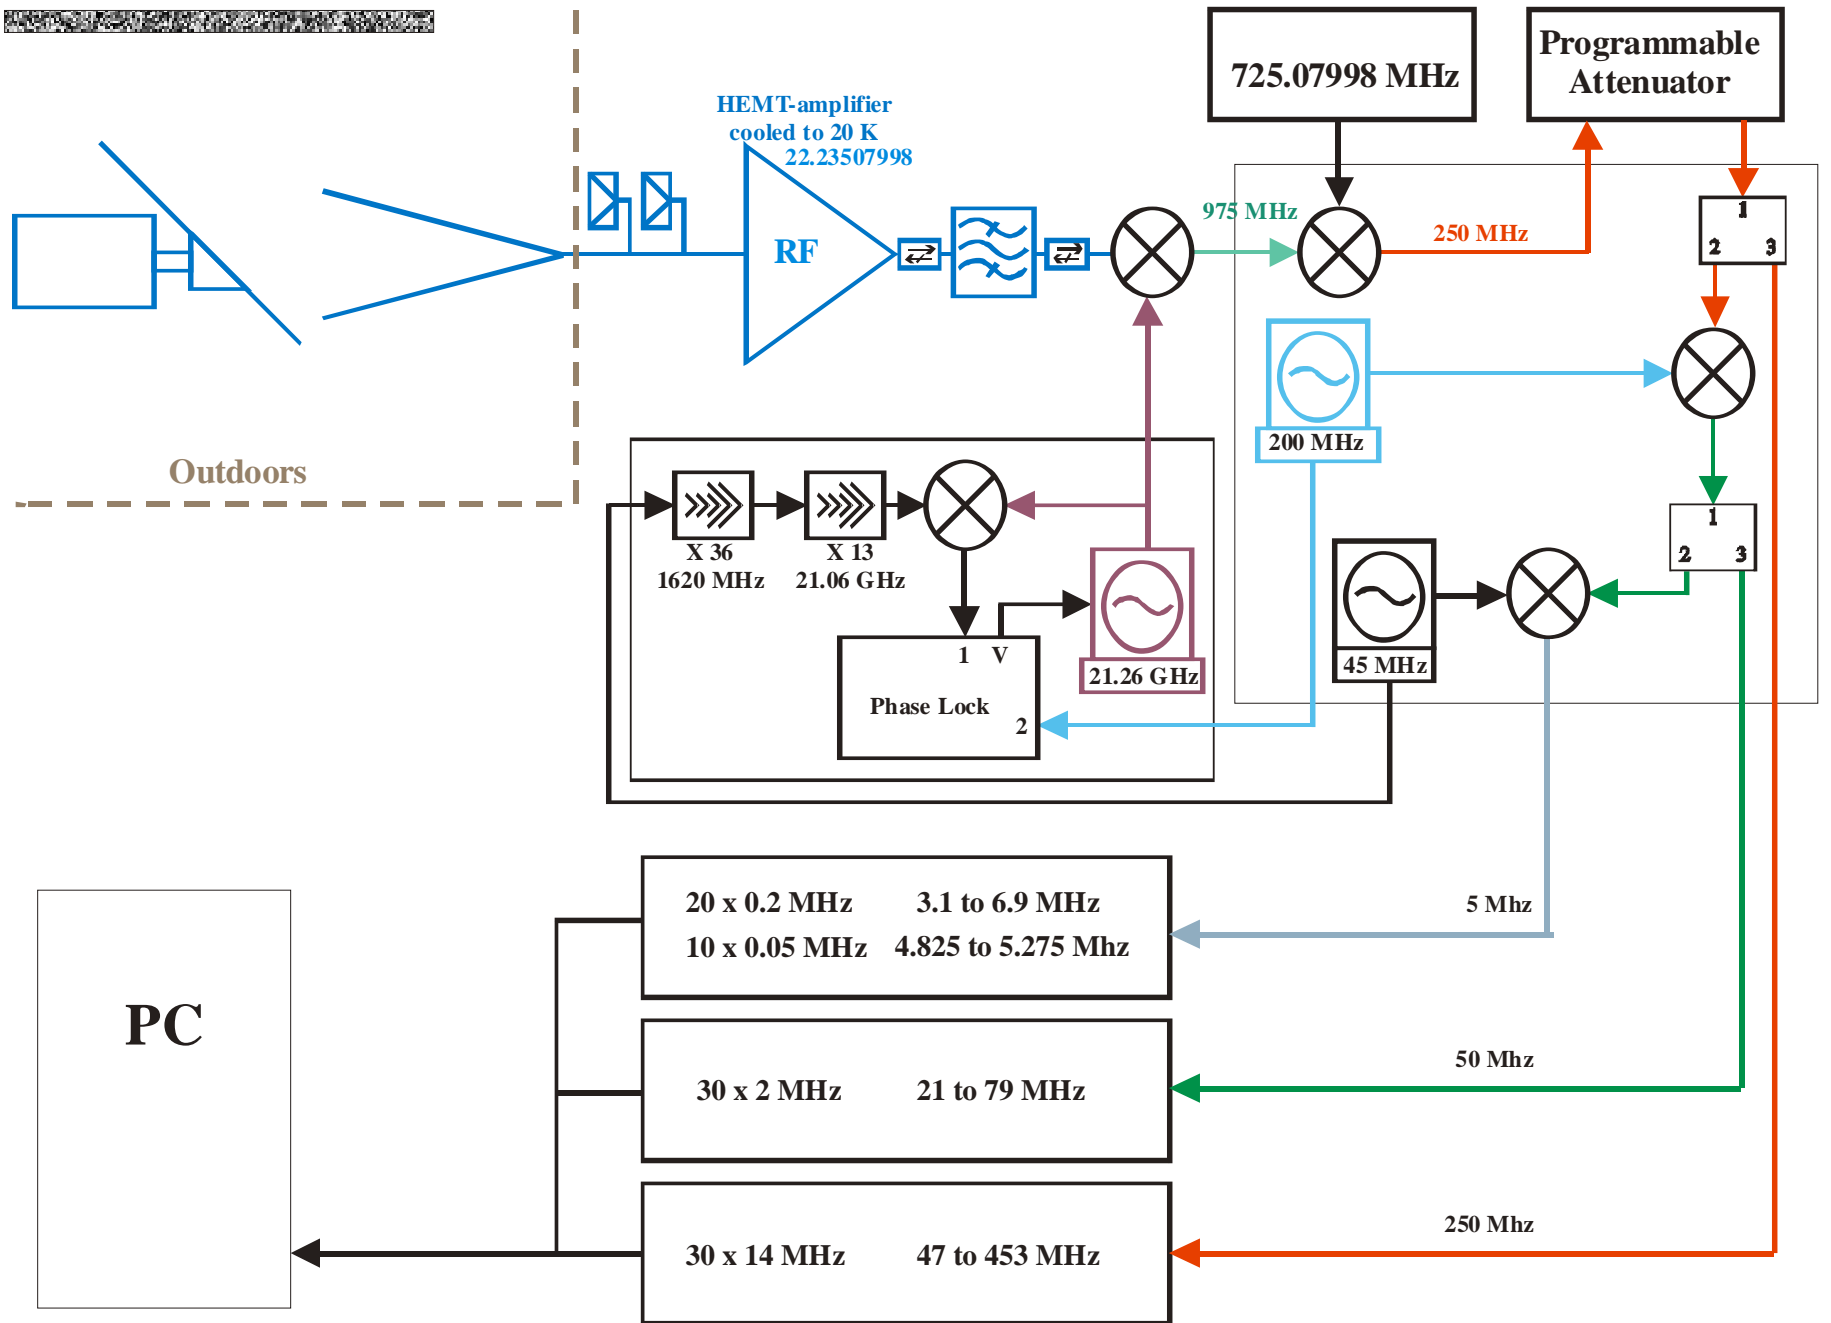 HEMT-amplifier
cooled to 20 K
22.23507998
725.07998 MHz
Programmable
Attenuator
RF
975 MHz
250 MHz
1
2 3
200 MHz
Outdoors
X 36
1620 MHz
X 13
21.06 GHz
1
2 3
1 V
Phase Lock
2
21.26 GHz
45 MHz
PC
20 x 0.2 MHz 3.1 to 6.9 MHz
10 x 0.05 MHz 4.825 to 5.275 Mhz
5 Mhz
30 x 2 MHz 21 to 79 MHz
50 Mhz
30 x 14 MHz 47 to 453 MHz
250 Mhz